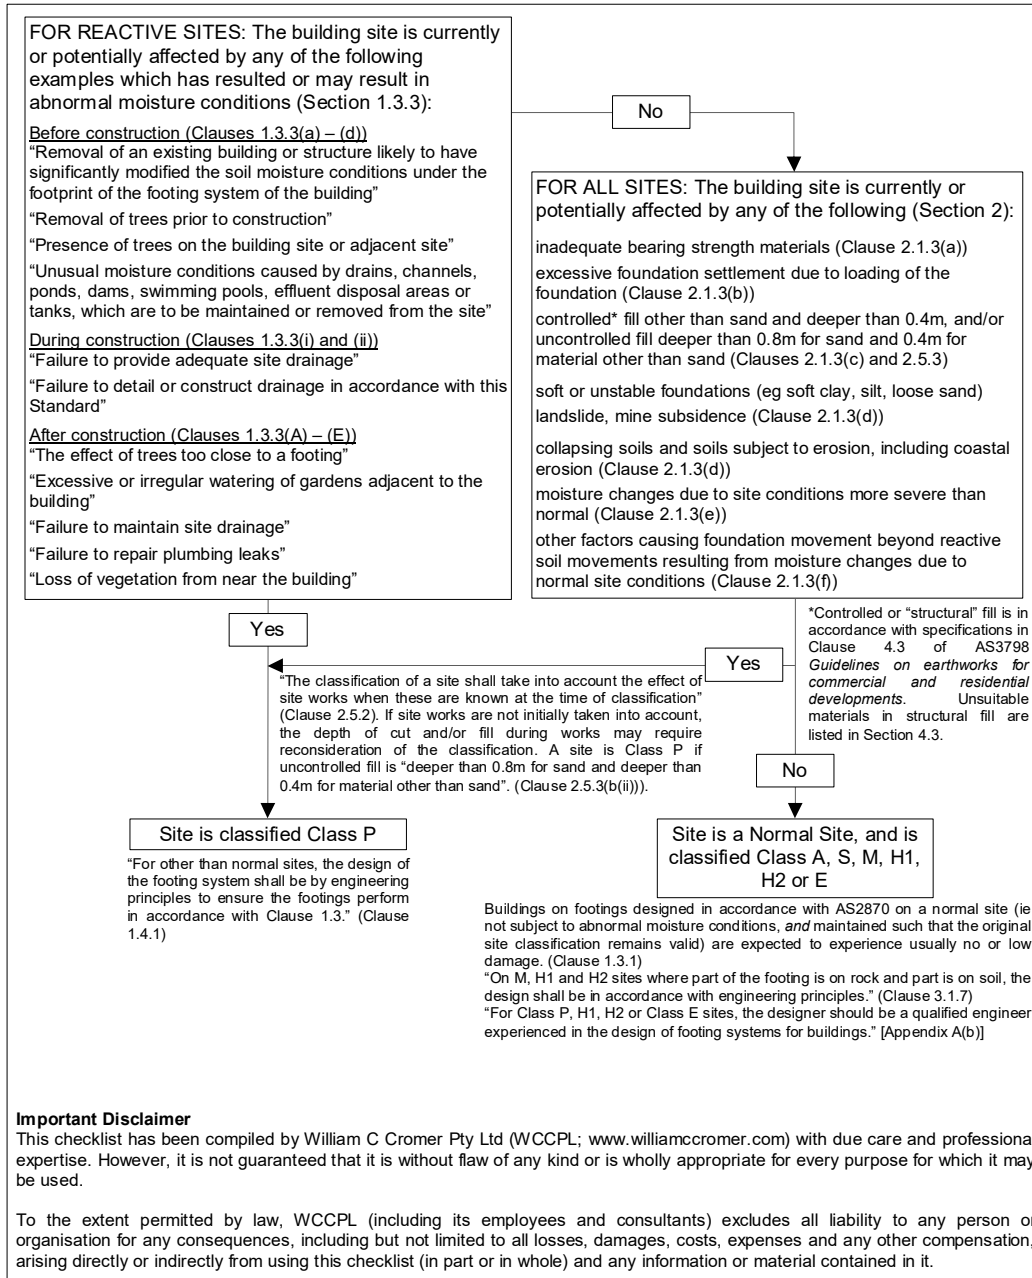 FOR REACTIVE SITES: The building site is currently
or potentially affected by any of the following
examples which has resulted or may result in
abnormal moisture conditions (Section 1.3.3):
Before construction (Clauses 1.3.3(a) – (d))
“Removal of an existing building or structure likely to have
significantly modified the soil moisture conditions under the
footprint of the footing system of the building”
“Removal of trees prior to construction”
“Presence of trees on the building site or adjacent site”
“Unusual moisture conditions caused by drains, channels,
ponds, dams, swimming pools, effluent disposal areas or
tanks, which are to be maintained or removed from the site”
During construction (Clauses 1.3.3(i) and (ii))
“Failure to provide adequate site drainage”
“Failure to detail or construct drainage in accordance with this
Standard”
After construction (Clauses 1.3.3(A) – (E))
“The effect of trees too close to a footing”
“Excessive or irregular watering of gardens adjacent to the
building”
“Failure to maintain site drainage”
“Failure to repair plumbing leaks”
“Loss of vegetation from near the building”
No
FOR ALL SITES: The building site is currently or
potentially affected by any of the following (Section 2):
inadequate bearing strength materials (Clause 2.1.3(a))
excessive foundation settlement due to loading of the
foundation (Clause 2.1.3(b))
controlled* fill other than sand and deeper than 0.4m, and/or
uncontrolled fill deeper than 0.8m for sand and 0.4m for
material other than sand (Clauses 2.1.3(c) and 2.5.3)
soft or unstable foundations (eg soft clay, silt, loose sand)
landslide, mine subsidence (Clause 2.1.3(d))
collapsing soils and soils subject to erosion, including coastal
erosion (Clause 2.1.3(d))
moisture changes due to site conditions more severe than
normal (Clause 2.1.3(e))
other factors causing foundation movement beyond reactive
soil movements resulting from moisture changes due to
normal site conditions (Clause 2.1.3(f))
*Controlled or “structural” fill is in
accordance with specifications in
Clause 4.3 of AS3798
Guidelines on earthworks for
commercial and residential
developments. Unsuitable
materials in structural fill are
listed in Section 4.3.
Yes
Yes
“The classification of a site shall take into account the effect of
site works when these are known at the time of classification”
(Clause 2.5.2). If site works are not initially taken into account,
the depth of cut and/or fill during works may require
reconsideration of the classification. A site is Class P if
uncontrolled fill is “deeper than 0.8m for sand and deeper than
0.4m for material other than sand”. (Clause 2.5.3(b(ii))).
No
Site is classified Class P
“For other than normal sites, the design of
the footing system shall be by engineering
principles to ensure the footings perform
in accordance with Clause 1.3.” (Clause
1.4.1)
Site is a Normal Site, and is
classified Class A, S, M, H1,
H2 or E
Buildings on footings designed in accordance with AS2870 on a normal site (ie
not subject to abnormal moisture conditions, and maintained such that the original
site classification remains valid) are expected to experience usually no or low
damage. (Clause 1.3.1)
“On M, H1 and H2 sites where part of the footing is on rock and part is on soil, the
design shall be in accordance with engineering principles.” (Clause 3.1.7)
“For Class P, H1, H2 or Class E sites, the designer should be a qualified engineer
experienced in the design of footing systems for buildings.” [Appendix A(b)]
Important Disclaimer
This checklist has been compiled by William C Cromer Pty Ltd (WCCPL; www.williamccromer.com) with due care and professional
expertise. However, it is not guaranteed that it is without flaw of any kind or is wholly appropriate for every purpose for which it may
be used.
To the extent permitted by law, WCCPL (including its employees and consultants) excludes all liability to any person or
organisation for any consequences, including but not limited to all losses, damages, costs, expenses and any other compensation,
arising directly or indirectly from using this checklist (in part or in whole) and any information or material contained in it.